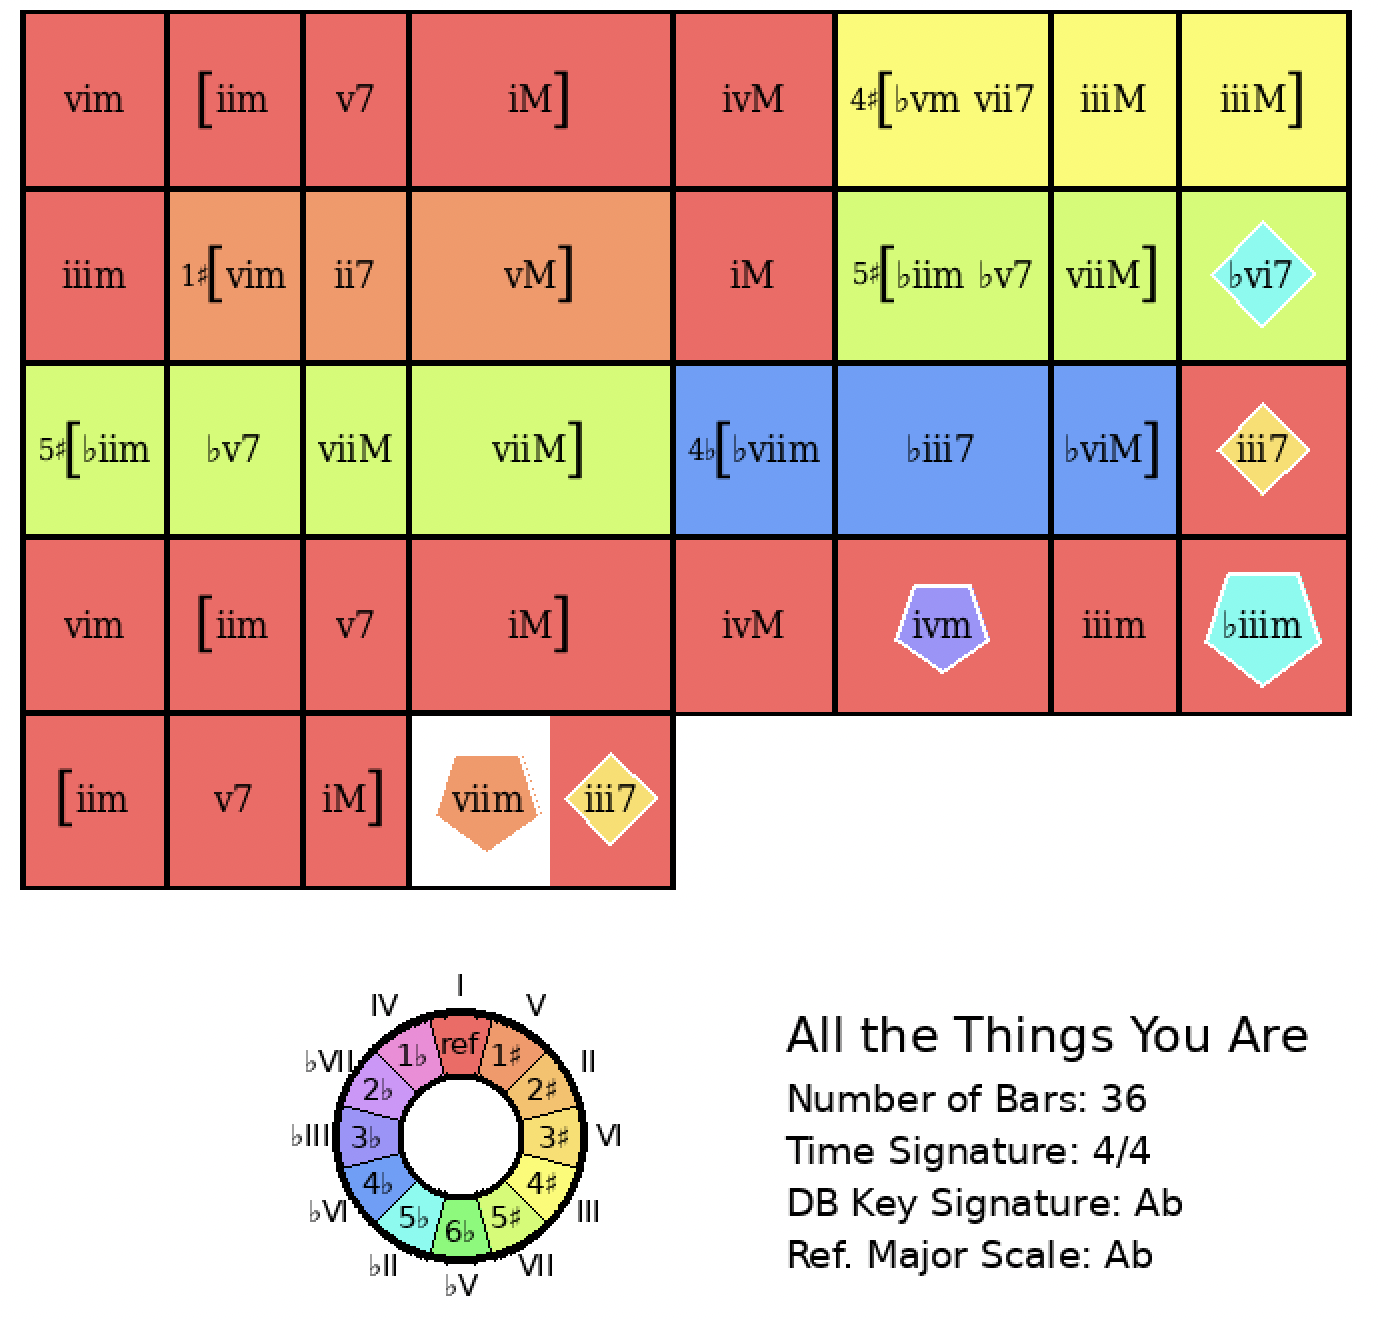 vim [iim v7 iM] ivM 4♯[♭vm vii7 iiiM iiiM]
iiim 1♯[vim ii7 vM] iM 5♯[♭iim ♭v7 viiM] ♭vi7
5♯[♭iim ♭v7 viiM viiM] 4♭[♭viim ♭iii7 ♭viM] iii7
vim [iim v7 iM] ivM ivm iiim ♭iiim
[iim v7 iM] viim iii7
I
IV V
ref
1♭ 1♯
♭VII II
2♭ 2♯
♭III 3♭ 3♯ VI
4♭ 4♯
♭VI III
5♭ 5♯
6♭
♭II VII
♭V
All the Things You Are
Number of Bars: 36
Time Signature: 4/4
DB Key Signature: Ab
Ref. Major Scale: Ab